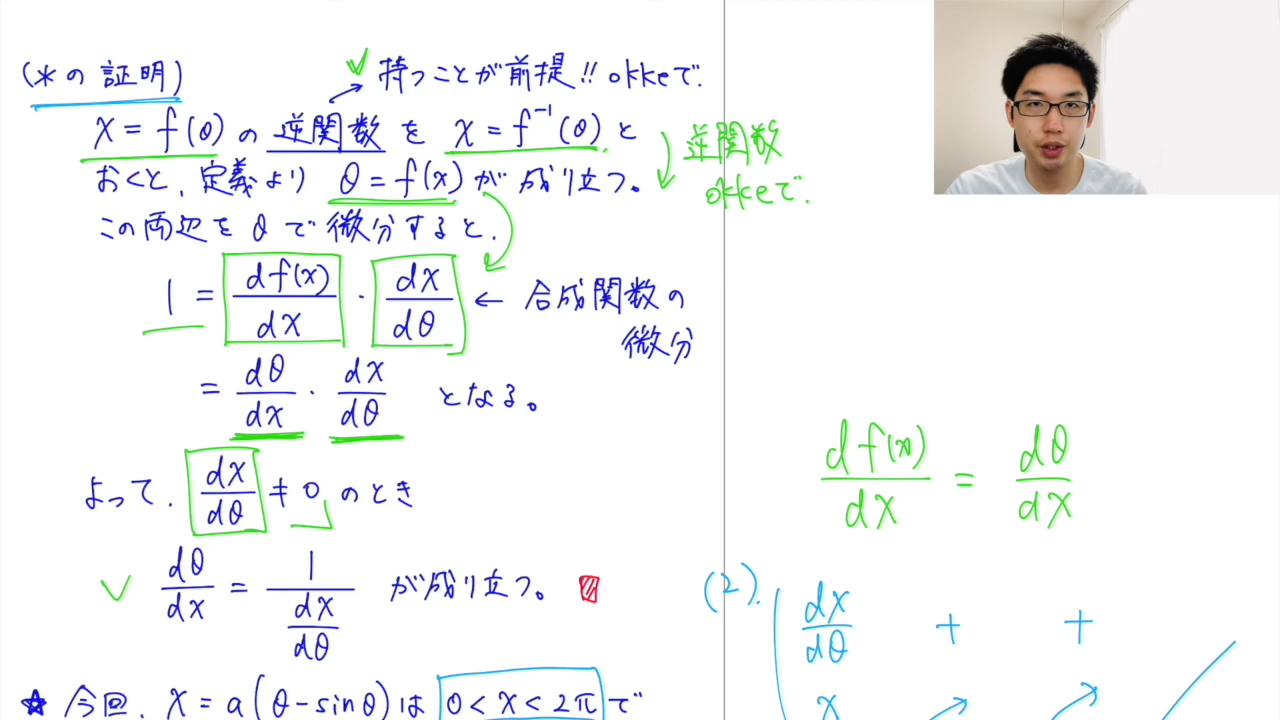 (*の証明)
持つことが前提!! okkeで.
x = f(θ) の 逆関数 を x = f⁻¹(θ) と
おくと、定義より θ = f(x) が 成り立つ。
この両辺を θ で 微分すると、
1 = df(x)/dx · dx/dθ ← 合成関数の
微分
= dθ/dx · dx/dθ となる。
よって、dx/dθ ≠ 0 のとき
dθ/dx = 1/(dx/dθ) が成り立つ。
☆ 今回、x = a(θ - sinθ) は 0 < x < 2π で
逆関数
okkeで.
df(x)/dx = dθ/dx
(2).
dx/dθ + +
x ↗ ↗